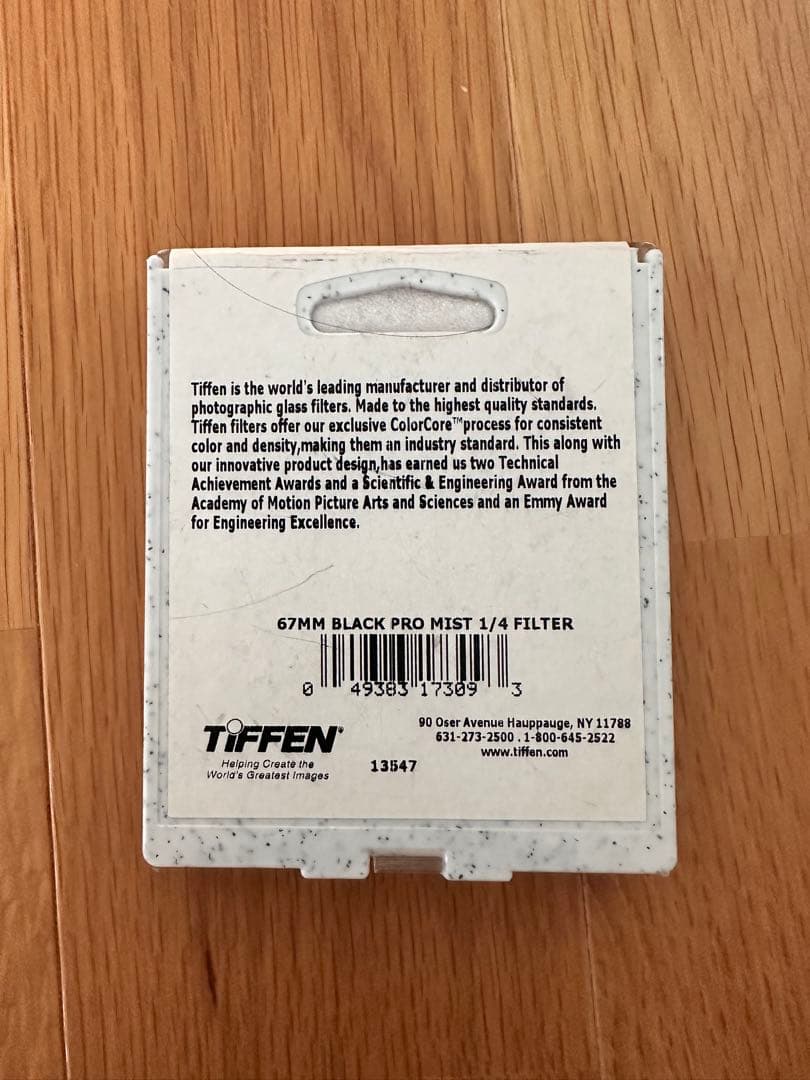 Tiffen is the world's leading manufacturer and distributor of
photographic glass filters. Made to the highest quality standards.
Tiffen filters offer our exclusive ColorCore™process for consistent
color and density,making them an industry standard. This along with
our innovative product design,has earned us two Technical
Achievement Awards and a Scientific & Engineering Award from the
Academy of Motion Picture Arts and Sciences and an Emmy Award
for Engineering Excellence.
67MM BLACK PRO MIST 1/4 FILTER
0 49383 17309 3
TIFFEN®
Helping Create the
World's Greatest Images
13547
90 Oser Avenue Hauppauge, NY 11788
631-273-2500 . 1-800-645-2522
www.tiffen.com